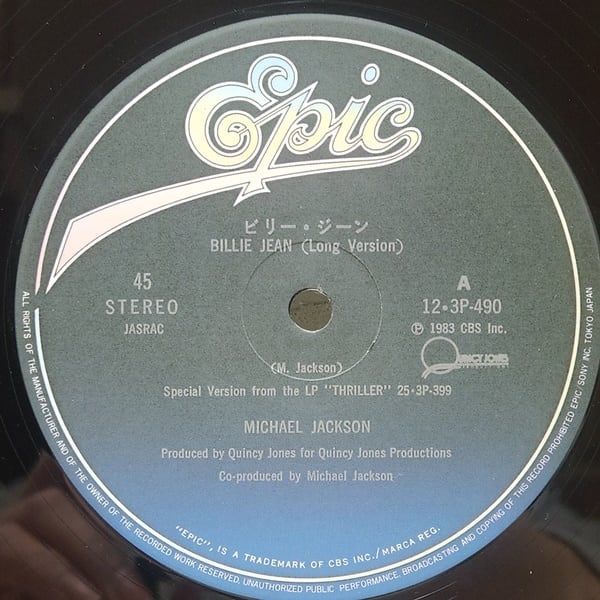 Epic
ビリー・ジーン
BILLIE JEAN (Long Version)
45
STEREO
JASRAC
A
12・3P-490
Ⓟ 1983 CBS Inc.
QUINCY JONES
(M. Jackson)
Special Version from the LP "THRILLER" 25・3P-399
MICHAEL JACKSON
Produced by Quincy Jones for Quincy Jones Productions
Co-produced by Michael Jackson
"EPIC", IS A TRADEMARK OF CBS INC./MARCA REG.
ALL RIGHTS OF THE MANUFACTURER AND OF THE OWNER OF THE RECORDED WORK RESERVED. UNAUTHORIZED PUBLIC PERFORMANCE. BROADCASTING AND COPYING OF THIS RECORD PROHIBITED EPIC/SONY INC. TOKYO JAPAN